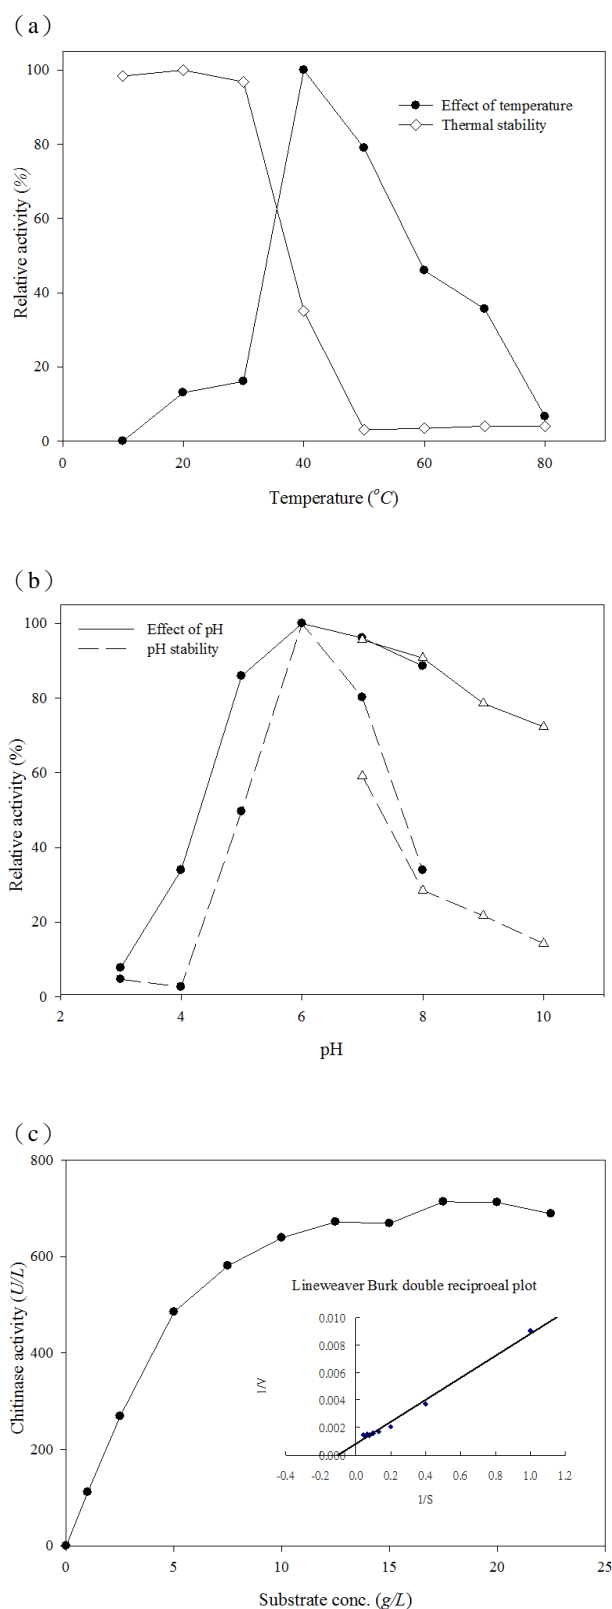 （a）
100
80
60
40
20
0
Relative activity (%)
Effect of temperature
Thermal stability
0 20 40 60 80
Temperature (°C)
（b）
100
80
60
40
20
0
Relative activity (%)
Effect of pH
pH stability
2 4 6 8 10
pH
（c）
800
600
400
200
0
Chitinase activity (U/L)
Lineweaver Burk double reciproeal plot
0.010
0.008
0.006
0.004
0.002
0.000
1/V
-0.4 -0.2 0.0 0.2 0.4 0.6 0.8 1.0 1.2
1/S
0 5 10 15 20 25
Substrate conc. (g/L)